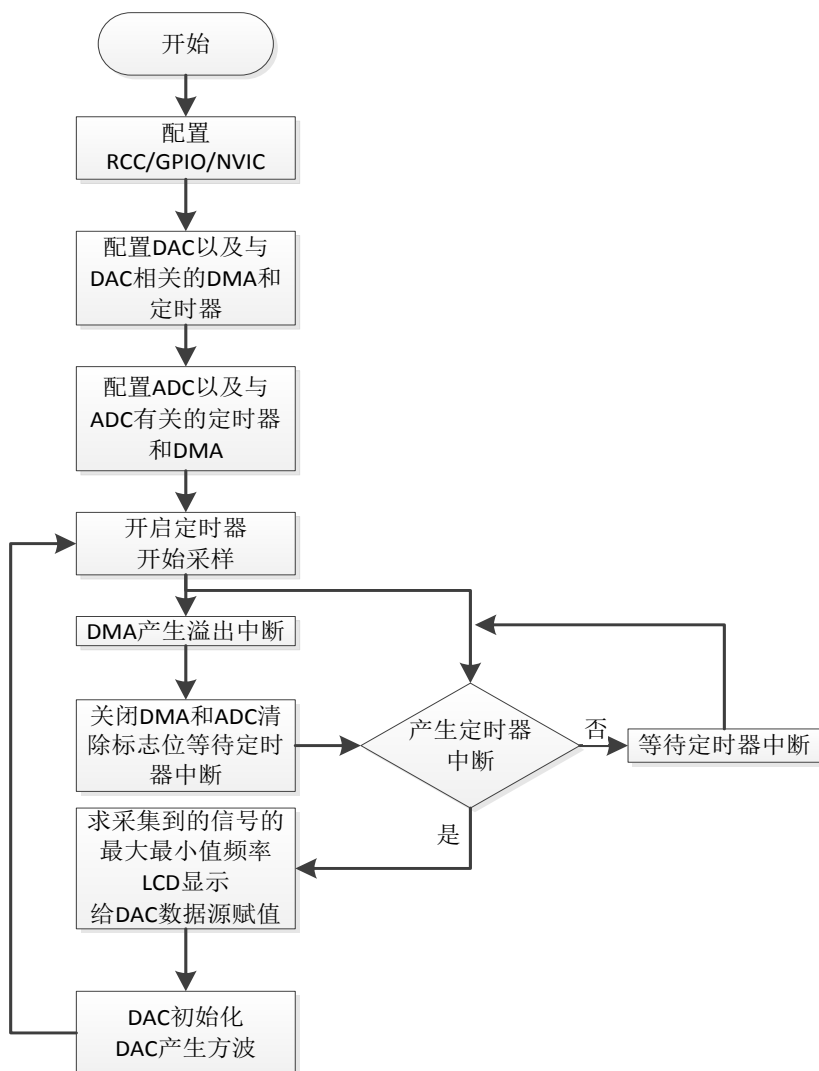 开始
配置
RCC/GPIO/NVIC
配置DAC以及与
DAC相关的DMA和
定时器
配置ADC以及与
ADC有关的定时器
和DMA
开启定时器
开始采样
DMA产生溢出中断
关闭DMA和ADC清
除标志位等待定时
器中断
产生定时器
中断
否
等待定时器中断
是
求采集到的信号的
最大最小值频率
LCD显示
给DAC数据源赋值
DAC初始化
DAC产生方波